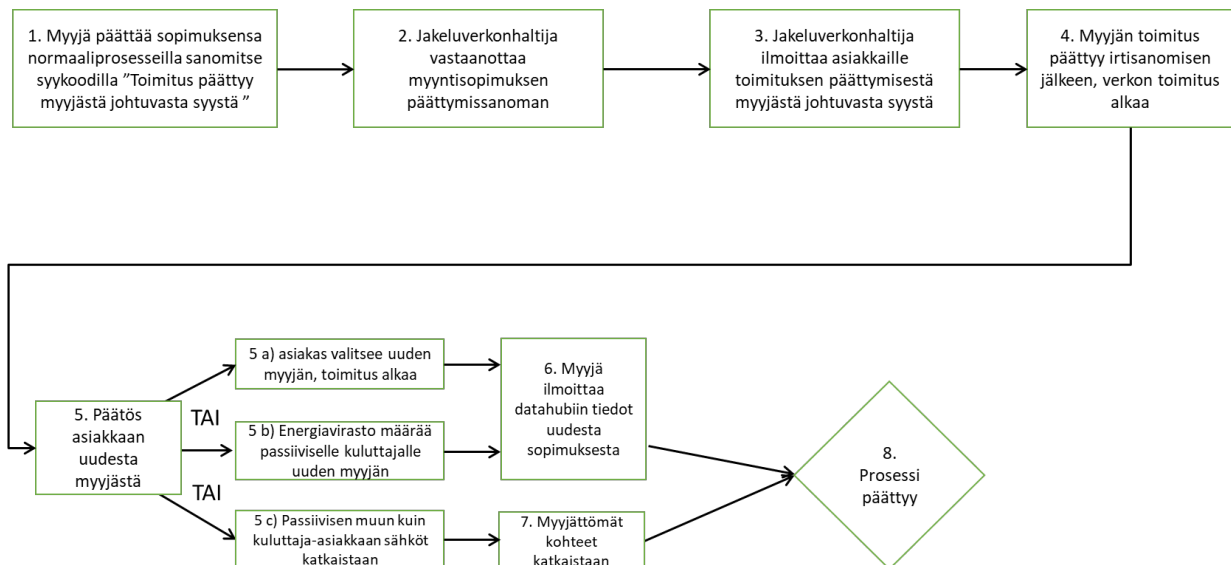 1. Myyjä päättää sopimuksensa
normaaliprosesseilla sanomitse
syykoodilla ”Toimitus päättyy
myyjästä johtuvasta syystä ”
2. Jakeluverkonhaltija
vastaanottaa
myyntisopimuksen
päättymissanoman
3. Jakeluverkonhaltija
ilmoittaa asiakkaille
toimituksen päättymisestä
myyjästä johtuvasta syystä
4. Myyjän toimitus
päättyy irtisanomisen
jälkeen, verkon toimitus
alkaa
5. Päätös
asiakkaan
uudesta
myyjästä
TAI
TAI
5 a) asiakas valitsee uuden
myyjän, toimitus alkaa
5 b) Energiavirasto määrää
passiiviselle kuluttajalle
uuden myyjän
5 c) Passiivisen muun kuin
kuluttaja-asiakkaan sähköt
katkaistaan
6. Myyjä
ilmoittaa
datahubiin tiedot
uudesta
sopimuksesta
7. Myyjättömät
kohteet
katkaistaan
8.
Prosessi
päättyy